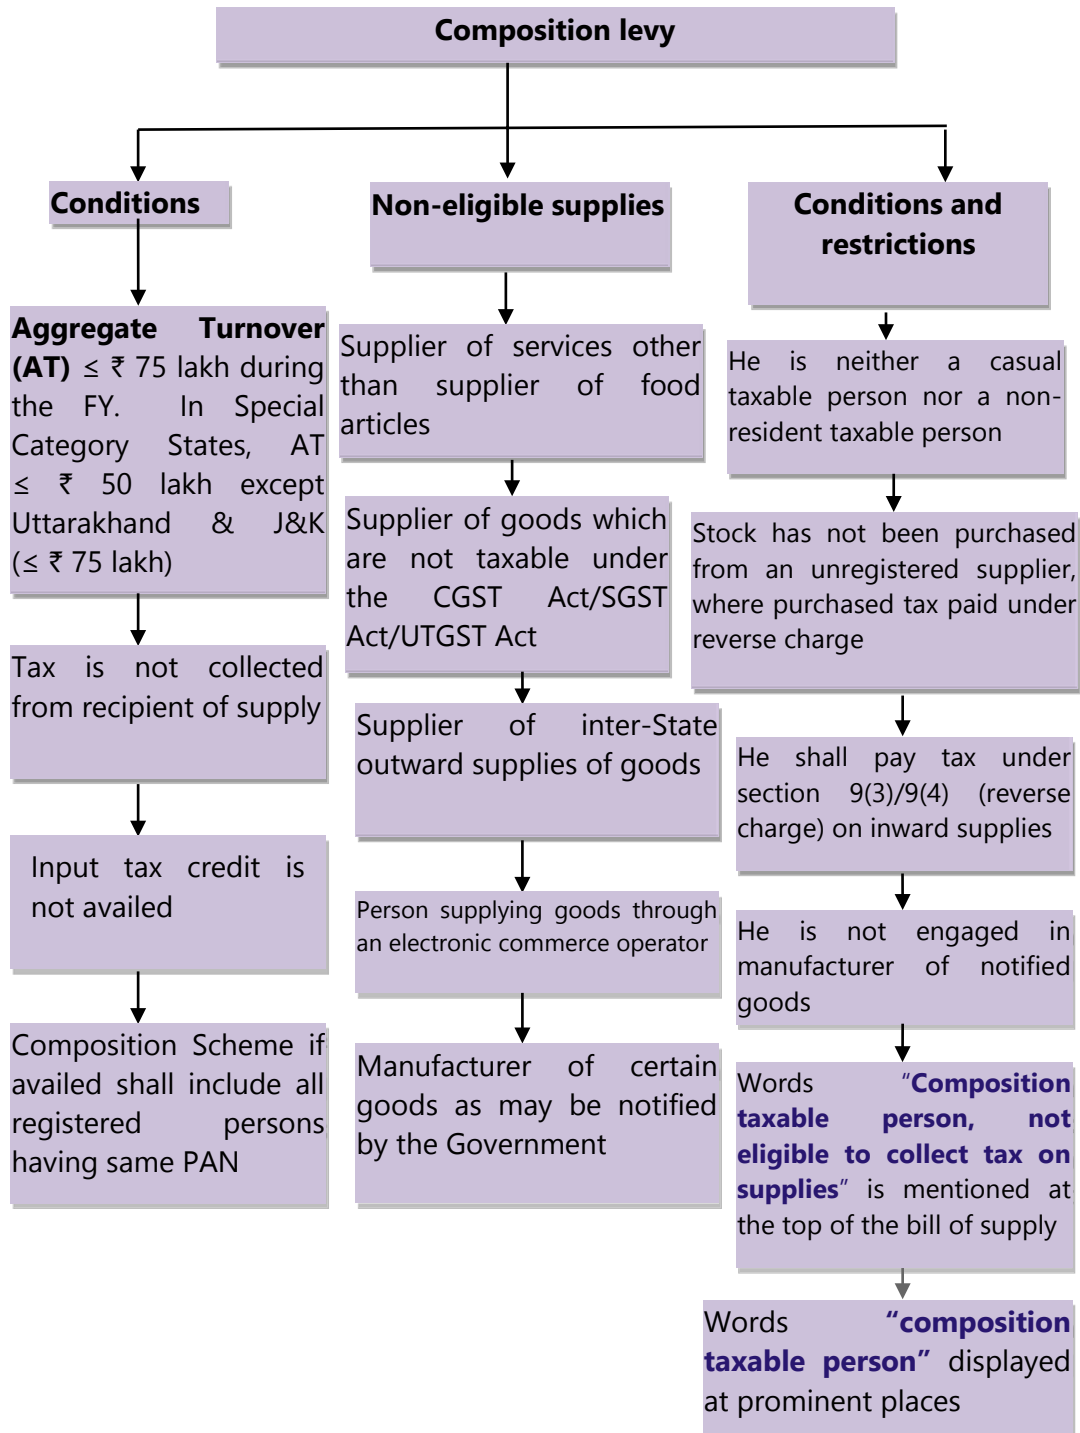 Composition levy
Conditions
Aggregate Turnover
(AT) ≤ ₹ 75 lakh during
the FY. In Special
Category States, AT
≤ ₹ 50 lakh except
Uttarakhand & J&K
(≤ ₹ 75 lakh)
Tax is not collected
from recipient of supply
Input tax credit is
not availed
Composition Scheme if
availed shall include all
registered persons
having same PAN
Non-eligible supplies
Supplier of services other
than supplier of food
articles
Supplier of goods which
are not taxable under
the CGST Act/SGST
Act/UTGST Act
Supplier of inter-State
outward supplies of goods
Person supplying goods through
an electronic commerce operator
Manufacturer of certain
goods as may be notified
by the Government
Conditions and
restrictions
He is neither a casual
taxable person nor a non-
resident taxable person
Stock has not been purchased
from an unregistered supplier,
where purchased tax paid under
reverse charge
He shall pay tax under
section 9(3)/9(4) (reverse
charge) on inward supplies
He is not engaged in
manufacturer of notified
goods
Words "Composition
taxable person, not
eligible to collect tax on
supplies" is mentioned at
the top of the bill of supply
Words “composition
taxable person” displayed
at prominent places